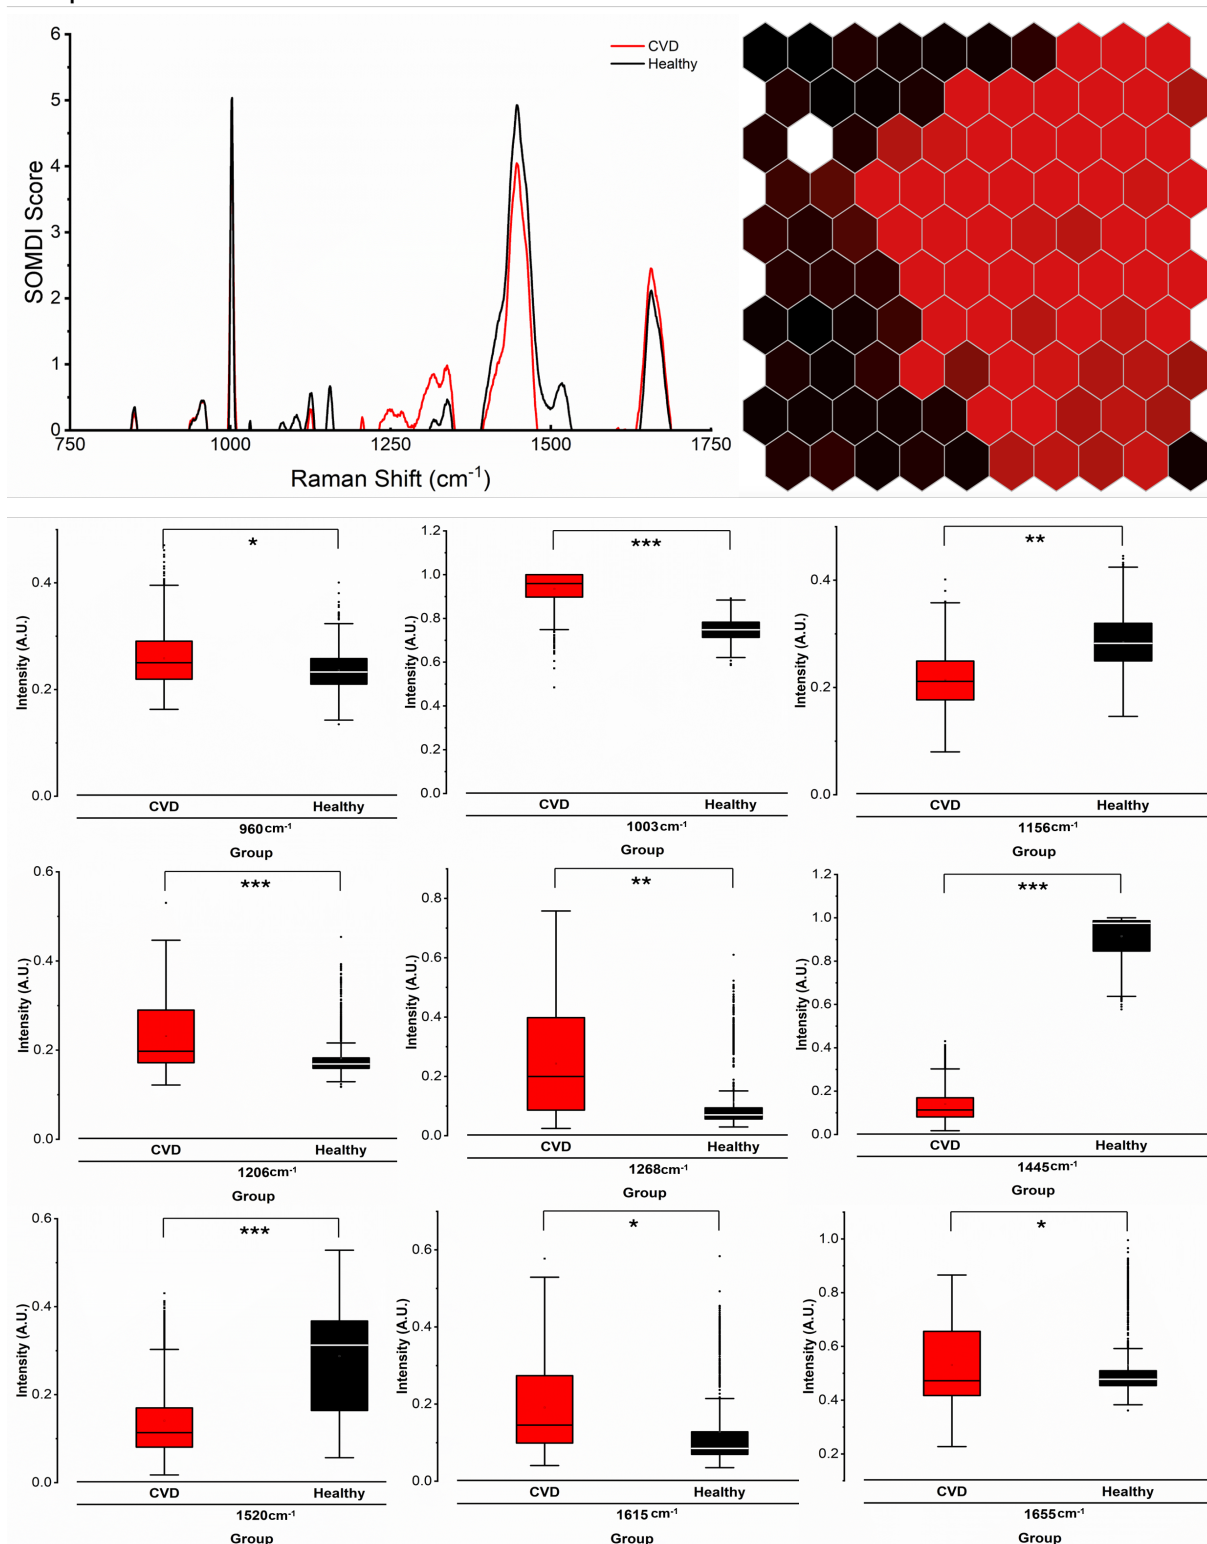 6
5
4
3
2
1
0
SOMDI Score
CVD
Healthy
750
1000
1250
1500
1750
Raman Shift (cm-1)
0.4
0.2
0.0
Intensity (A.U.)
*
CVD
Healthy
960cm-1
Group
1.2
1.0
0.8
0.6
0.4
0.2
0.0
Intensity (A.U.)
***
CVD
Healthy
1003cm-1
Group
0.4
0.2
0.0
Intensity (A.U.)
**
CVD
Healthy
1156cm-1
Group
0.6
0.4
0.2
0.0
Intensity (A.U.)
***
CVD
Healthy
1206cm-1
Group
0.8
0.6
0.4
0.2
0.0
Intensity (A.U.)
**
CVD
Healthy
1268cm-1
Group
1.2
1.0
0.8
0.6
0.4
0.2
0.0
Intensity (A.U.)
***
CVD
Healthy
1445cm-1
Group
0.6
0.4
0.2
0.0
Intensity (A.U.)
***
CVD
Healthy
1520cm-1
Group
0.6
0.4
0.2
0.0
Intensity (A.U.)
*
CVD
Healthy
1615 cm-1
Group
1.0
0.8
0.6
0.4
0.2
Intensity (A.U.)
*
CVD
Healthy
1655cm-1
Group